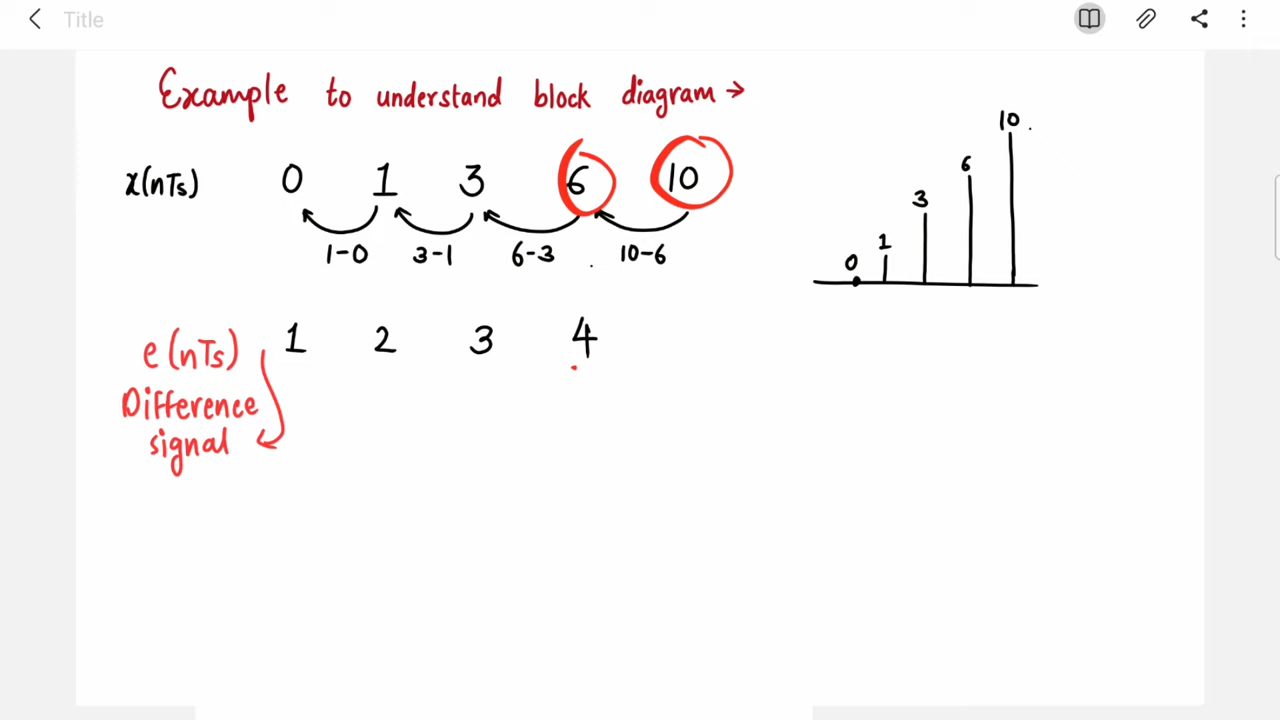 Title
Example to understand block diagram →
x(nTs) 0 1 3 6 10
1-0 3-1 6-3 10-6
0 1 3 6 10
e(nTs) 1 2 3 4
Difference
signal